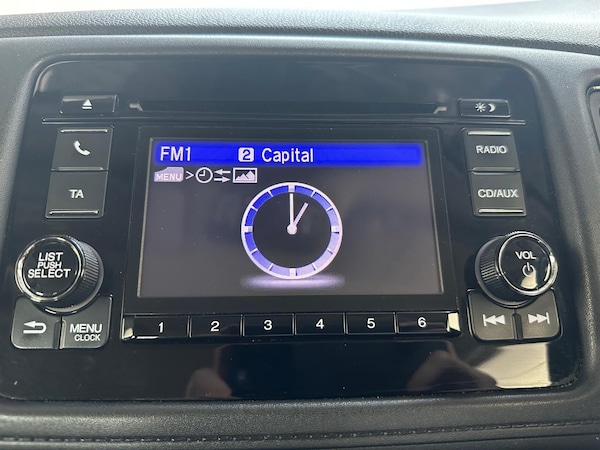 FM1 2 Capital
MENU >
TA
RADIO
CD/AUX
LIST
PUSH
SELECT
VOL
MENU
CLOCK
1 2 3 4 5 6